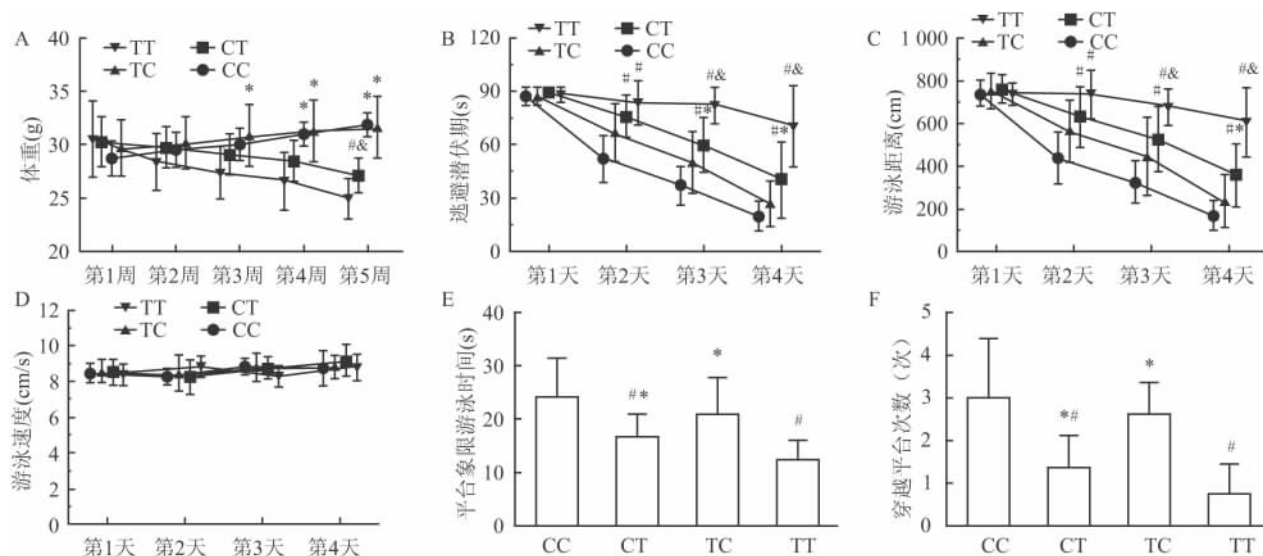 A
TT CT
TC CC
体重(g)
40
35
30
25
20
* * * * *
#&
第1周 第2周 第3周 第4周 第5周
B
TT CT
TC CC
逃避潜伏期(s)
120
90
60
30
0
# # #& #* #& #*
第1天 第2天 第3天 第4天
C
TT CT
TC CC
游泳距离(cm)
1 000
800
600
400
200
0
# # # #& #& #*
第1天 第2天 第3天 第4天
D
TT CT
TC CC
游泳速度(cm/s)
12
10
8
6
4
2
0
第1天 第2天 第3天 第4天
E
平台象限游泳时间(s)
40
30
20
10
0
#* * #
CC CT TC TT
F
穿越平台次数（次）
5
4
3
2
1
0
*# * #
CC CT TC TT